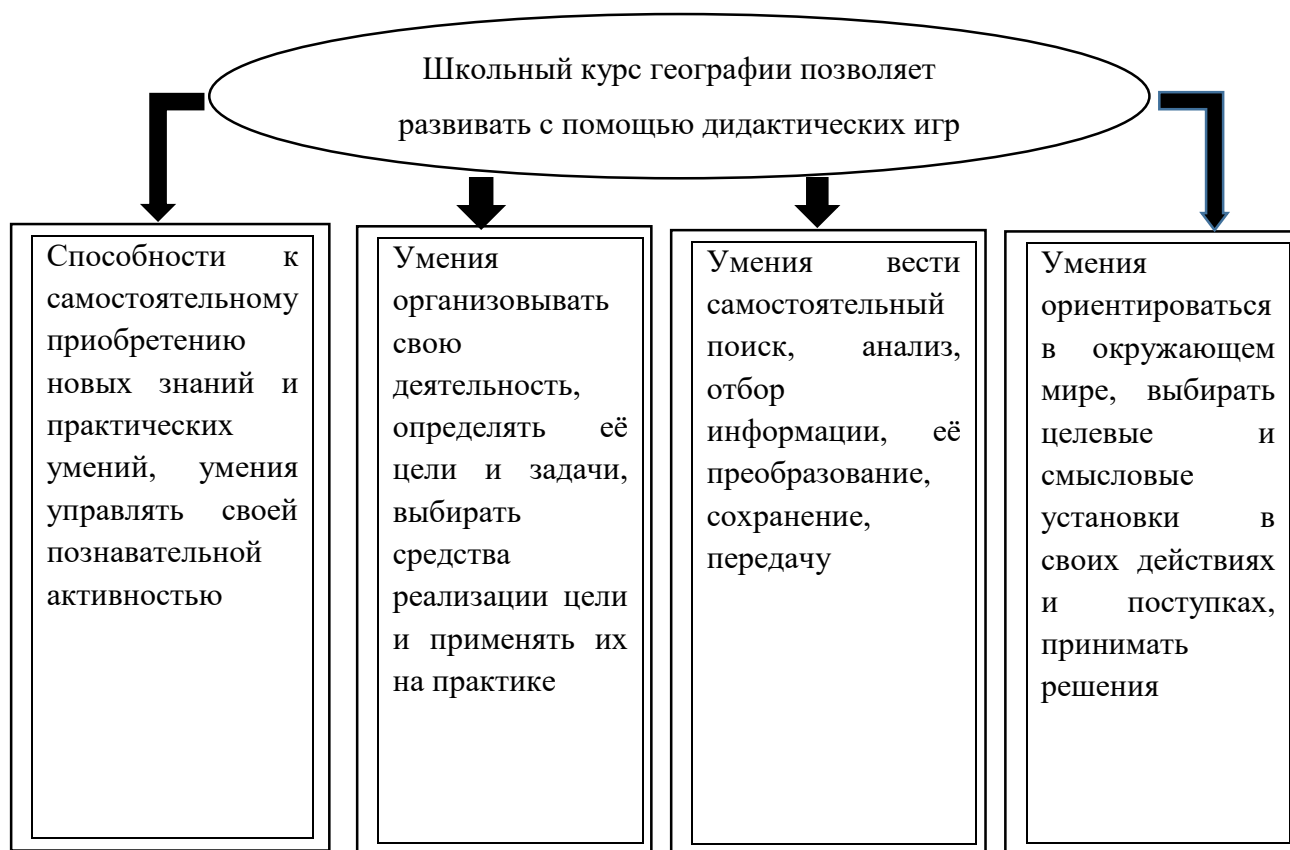 Школьный курс географии позволяет
развивать с помощью дидактических игр
Способности к
самостоятельному
приобретению
новых знаний и
практических
умений, умения
управлять своей
познавательной
активностью
Умения
организовывать
свою
деятельность,
определять её
цели и задачи,
выбирать
средства
реализации цели
и применять их
на практике
Умения вести
самостоятельный
поиск, анализ,
отбор
информации, её
преобразование,
сохранение,
передачу
Умения
ориентироваться
в окружающем
мире, выбирать
целевые и
смысловые
установки в
своих действиях
и поступках,
принимать
решения